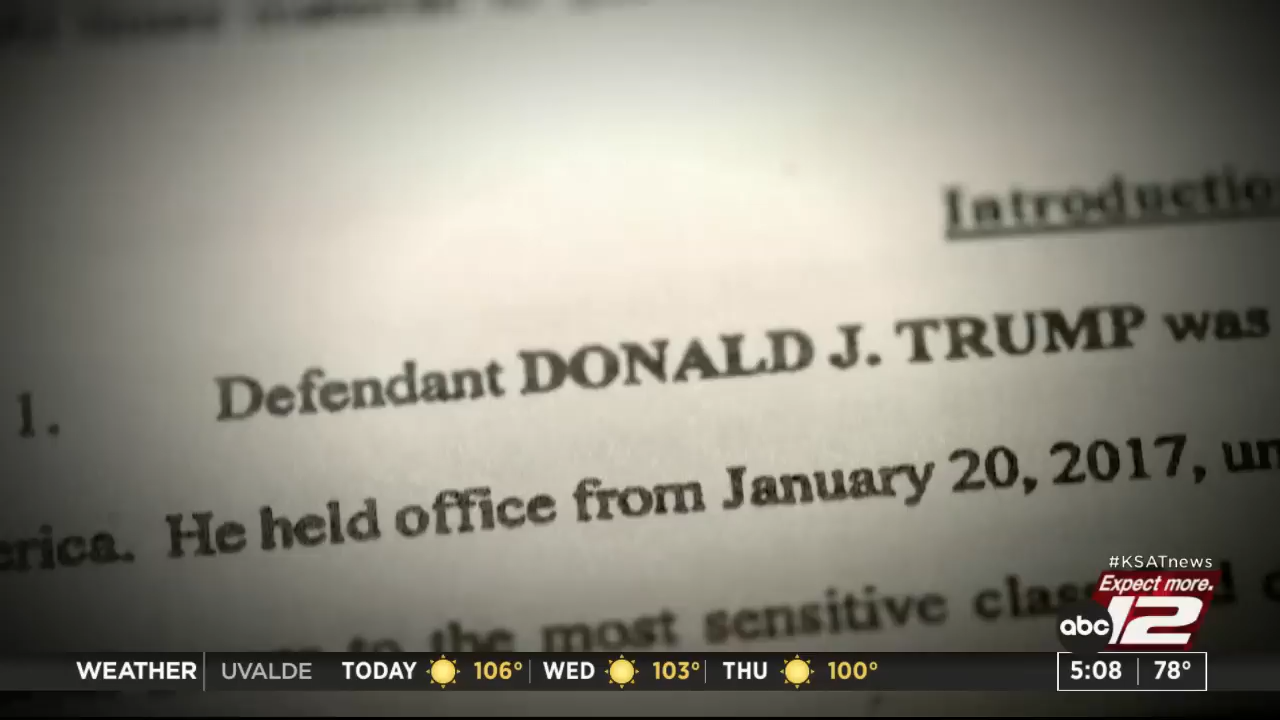 Introductio
1. Defendant DONALD J. TRUMP was
erica. He held office from January 20, 2017, un
to the most sensitive clas
#KSATnews
Expect more.
abc 12
WEATHER UVALDE TODAY 106° WED 103° THU 100°
5:08 78°